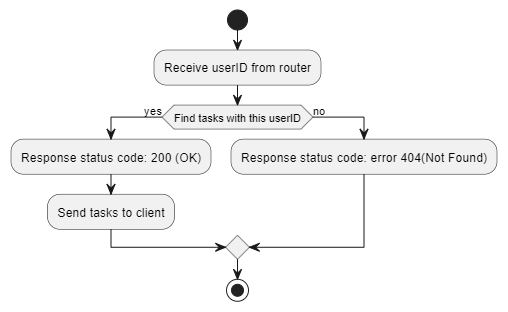 Receive userID from router
yes
Find tasks with this userID
no
Response status code: 200 (OK)
Response status code: error 404(Not Found)
Send tasks to client